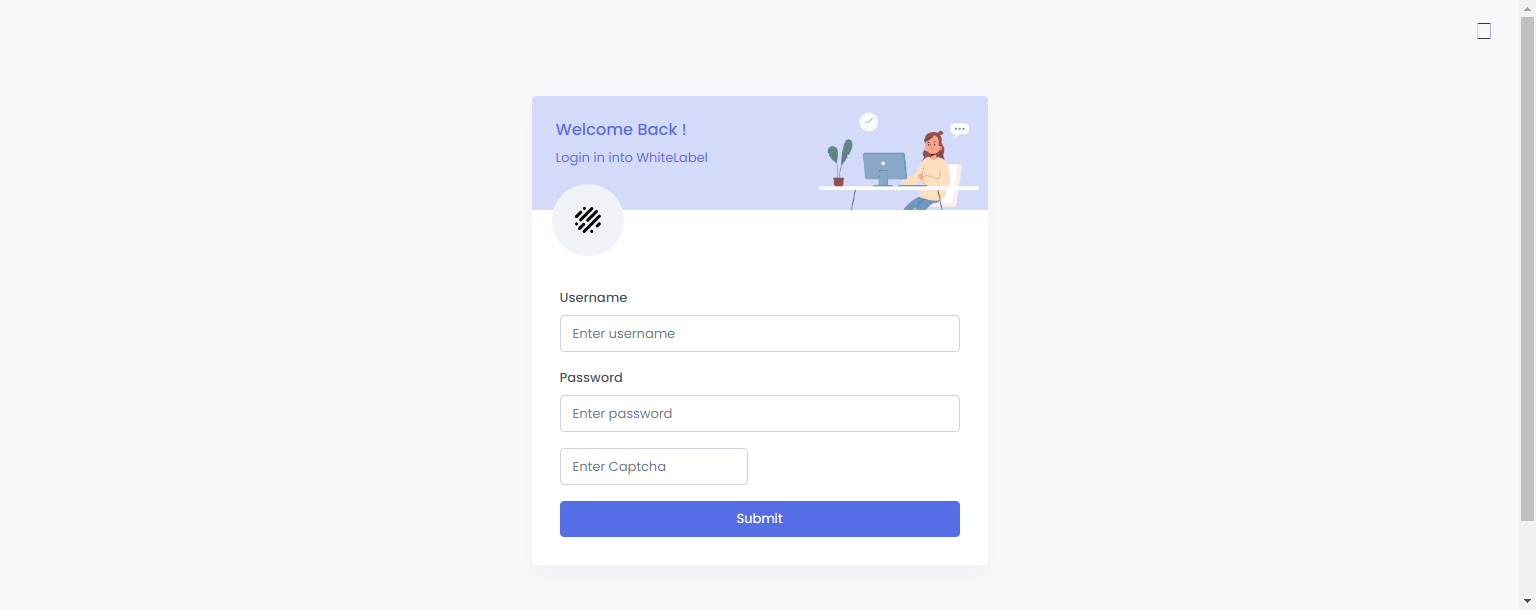 Welcome Back !
Login in into WhiteLabel
Username
Enter username
Password
Enter password
Enter Captcha
Submit